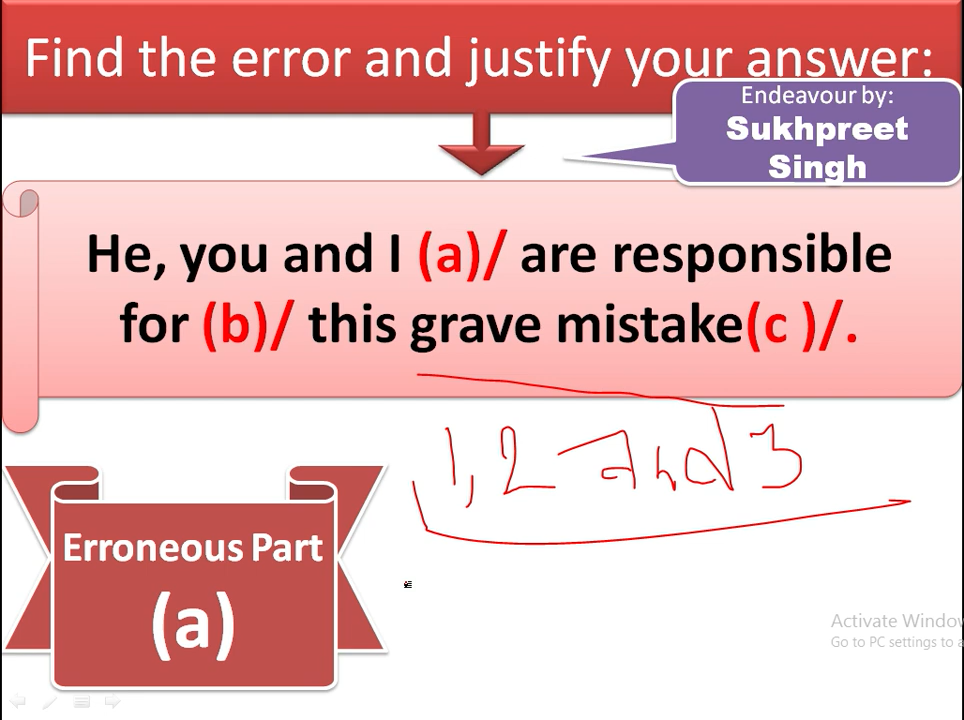 Find the error and justify your answer:
Endeavour by:
Sukhpreet
Singh
He, you and I (a)/ are responsible
for (b)/ this grave mistake(c )/.
1, 2 and 3
Erroneous Part
(a)
Activate Window
Go to PC settings to a